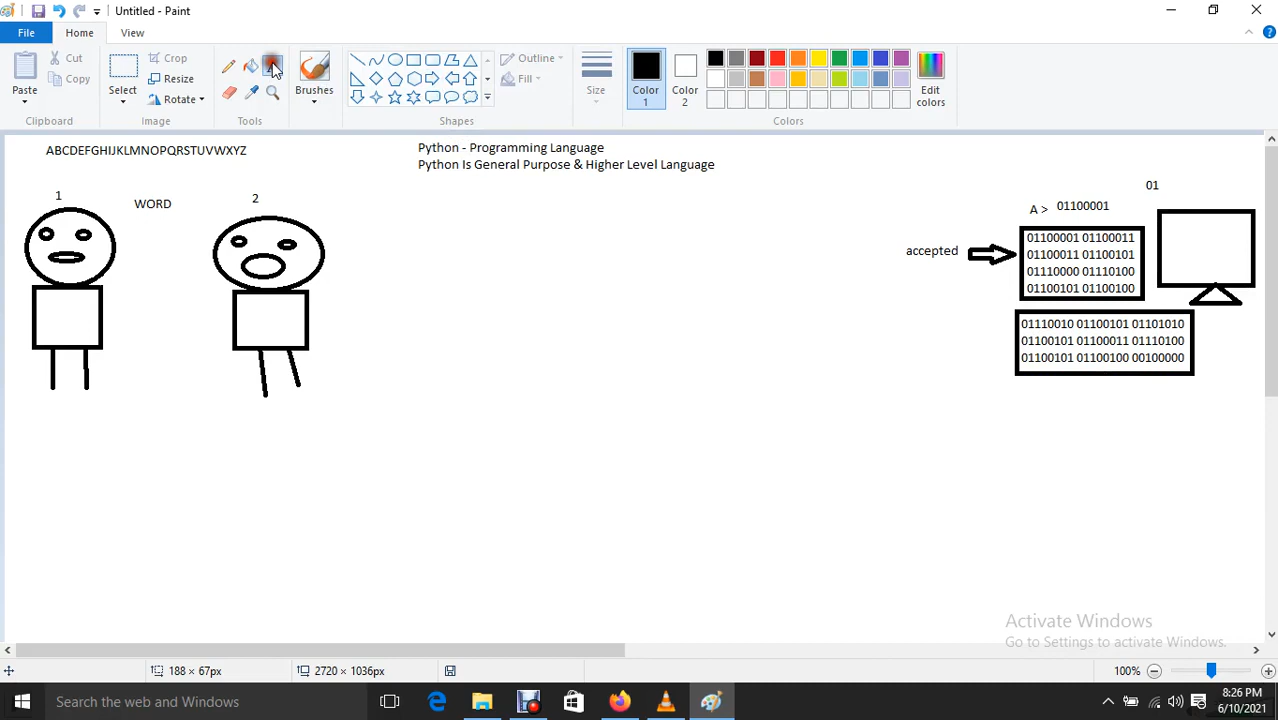 Untitled - Paint
File
Home
View
Paste
Cut
Copy
Clipboard
Select
Crop
Resize
Rotate
Image
Tools
Brushes
Shapes
Outline
Fill
Size
Color 1
Color 2
Edit colors
Colors
ABCDEFGHIJKLMNOPQRSTUVWXYZ
Python - Programming Language
Python Is General Purpose & Higher Level Language
1
WORD
2
01
A >
01100001
accepted
01100001 01100011
01100011 01100101
01110000 01110100
01100101 01100100
01110010 01100101 01101010
01100101 01100011 01110100
01100101 01100100 00100000
Activate Windows
Go to Settings to activate Windows.
188 × 67px
2720 × 1036px
100%
Search the web and Windows
8:26 PM
6/10/2021